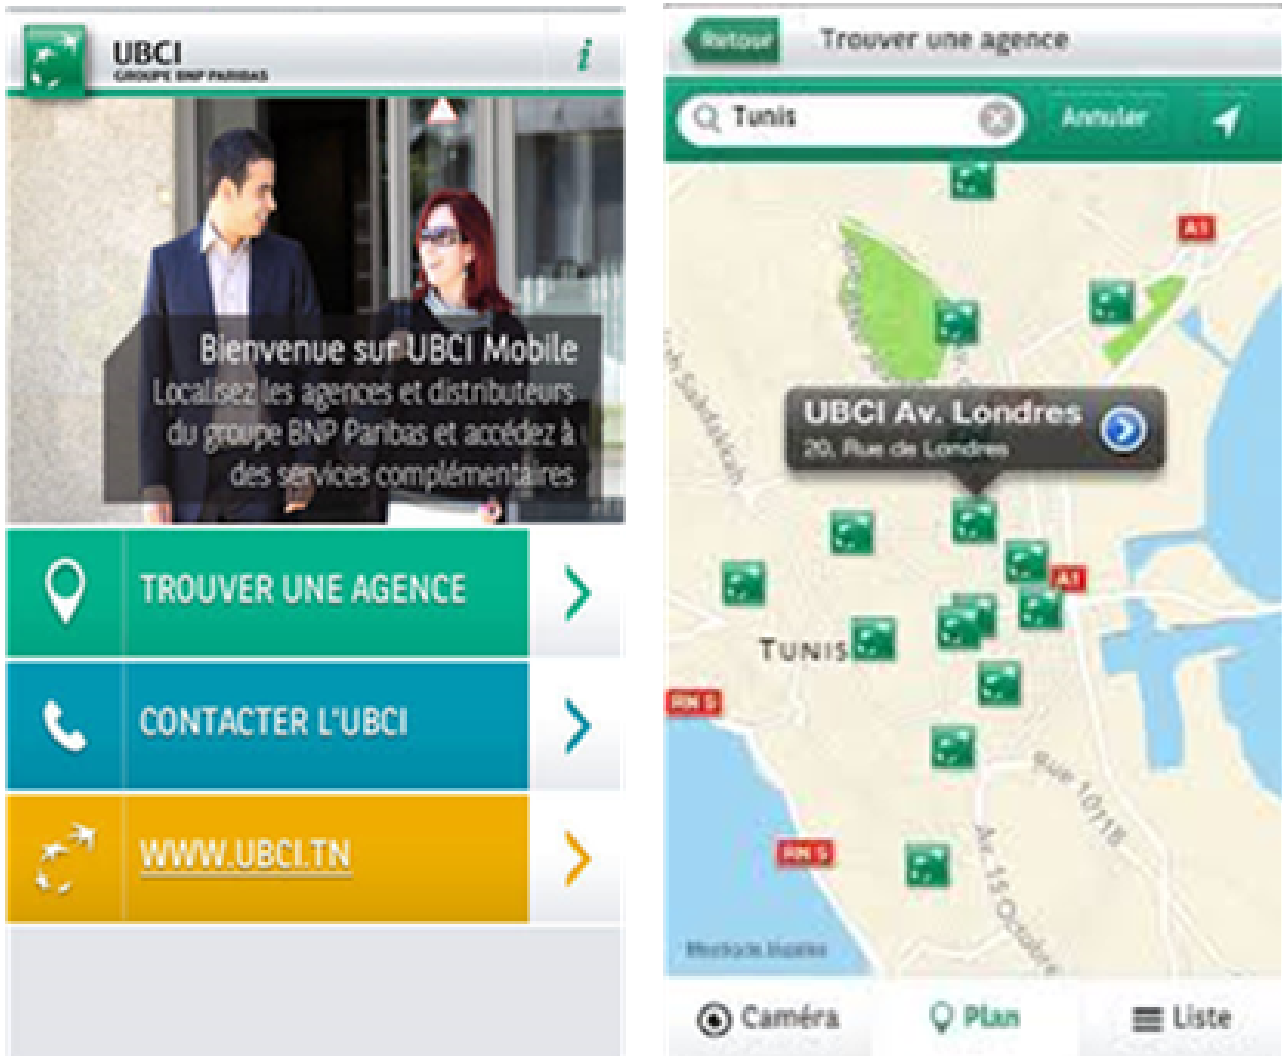 UBCI
GROUPE BNP PARIBAS
i
Bienvenue sur UBCI Mobile
Localisez les agences et distributeurs
du groupe BNP Paribas et accédez à
des services complémentaires
TROUVER UNE AGENCE
CONTACTER L'UBCI
WWW.UBCI.TN
Retour
Trouver une agence
Tunis
Annuler
A1
UBCI Av. Londres
20, Rue de Londres
A1
TUNIS
RN 5
Rue 10118
RN 5
Av. 15 Octobre
Caméra
Plan
Liste